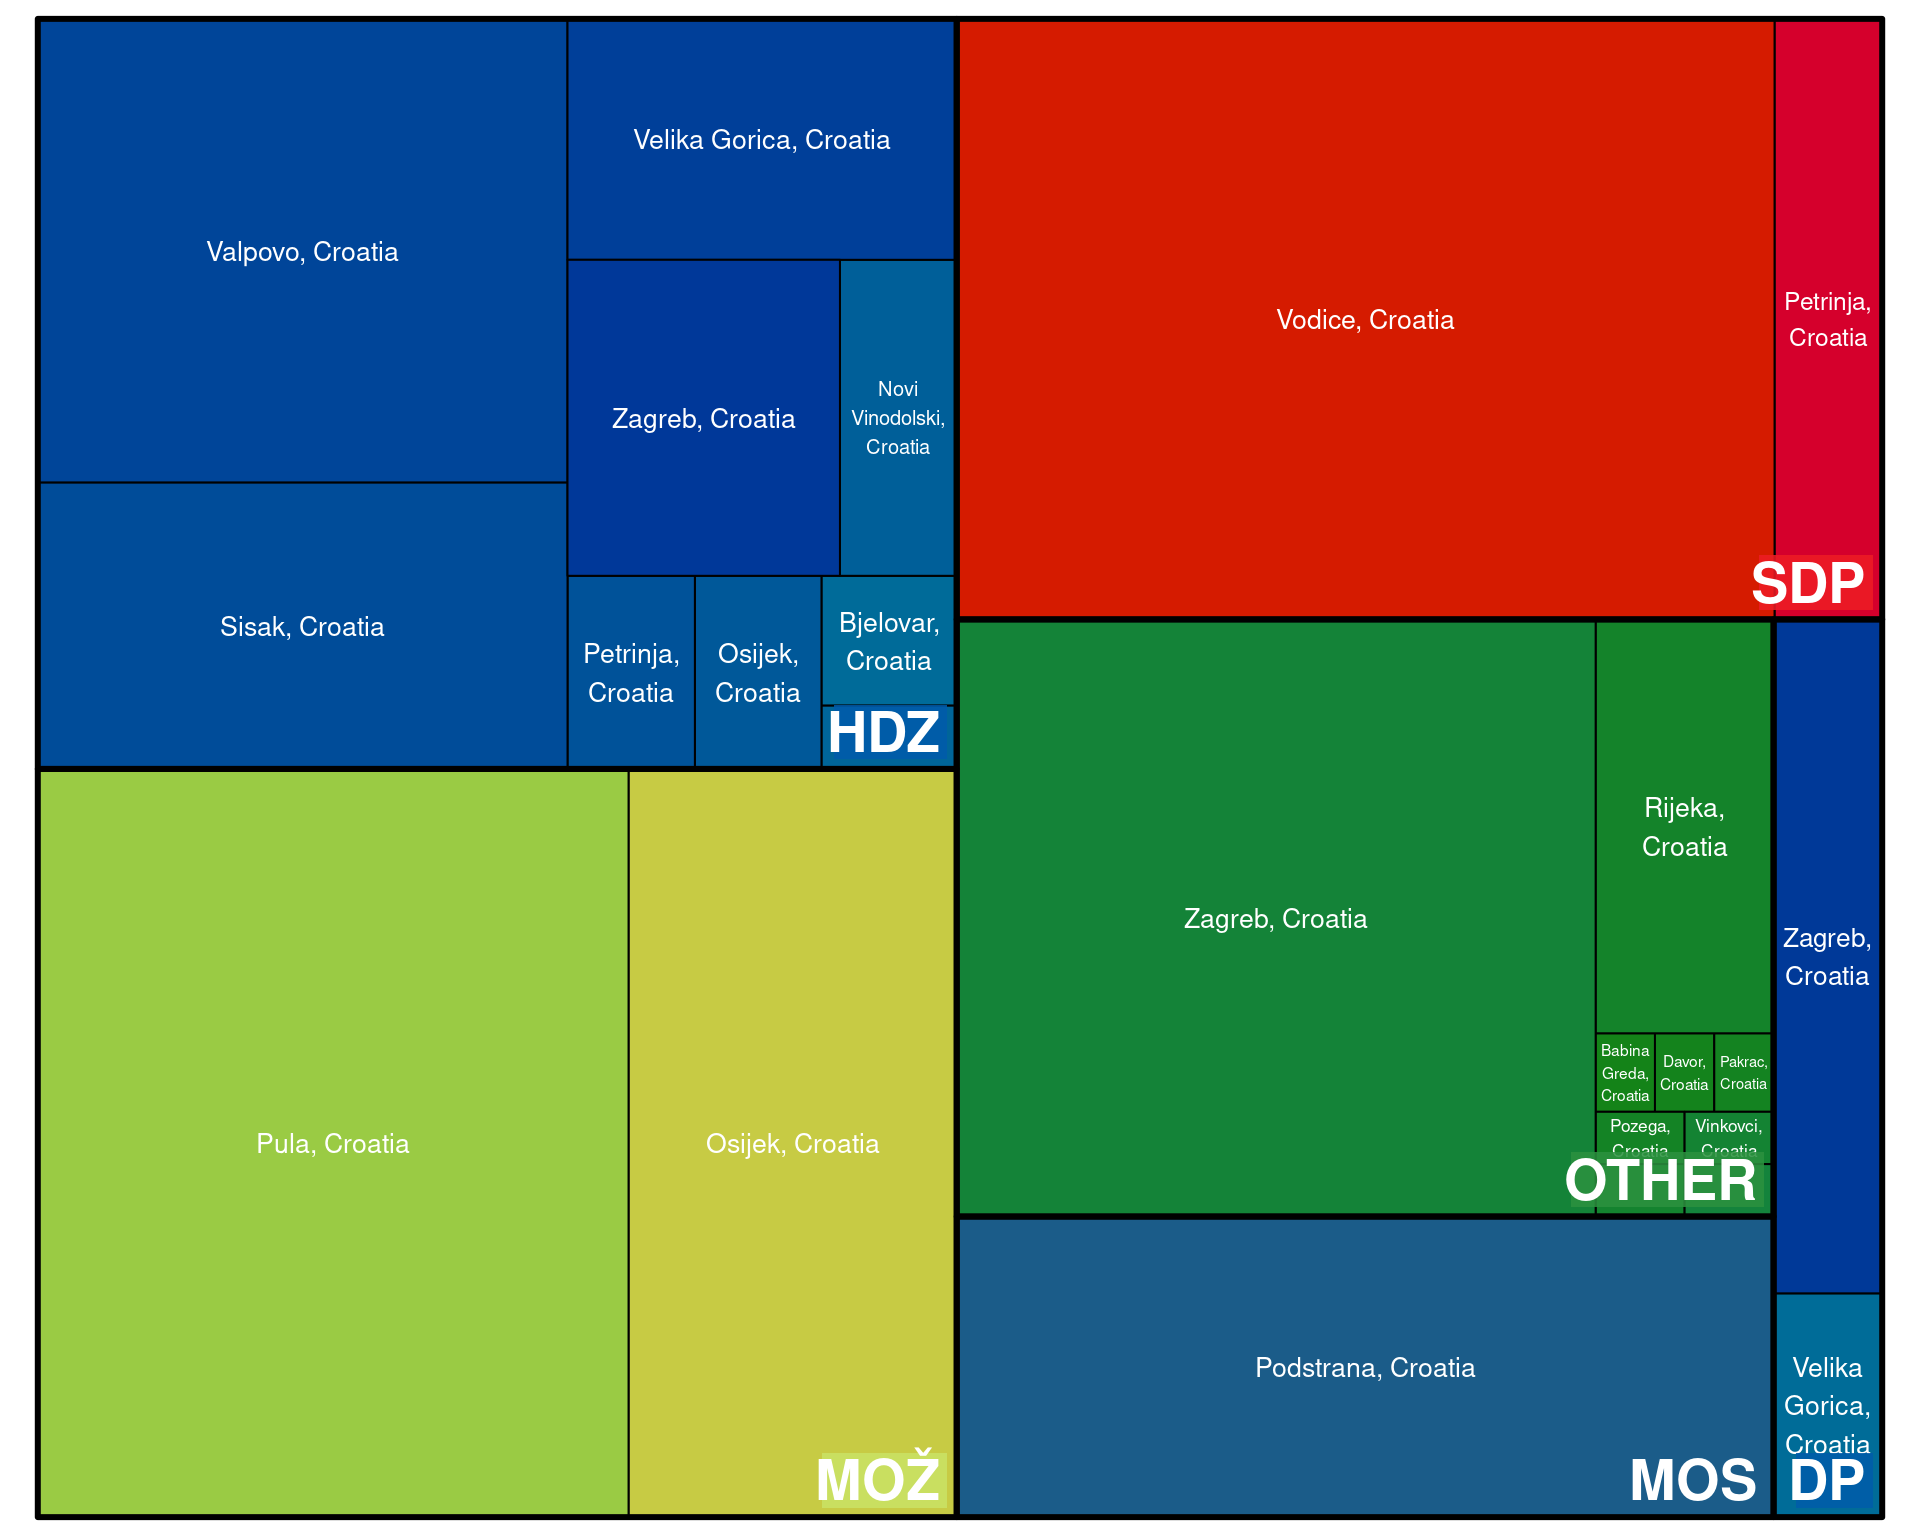 Valpovo, Croatia
Velika Gorica, Croatia
Zagreb, Croatia
Novi
Vinodolski,
Croatia
Sisak, Croatia
Petrinja,
Croatia
Osijek,
Croatia
Bjelovar,
Croatia
HDZ
Vodice, Croatia
Petrinja,
Croatia
SDP
Pula, Croatia
Osijek, Croatia
MOŽ
Zagreb, Croatia
Rijeka,
Croatia
Babina
Greda,
Croatia
Davor,
Croatia
Pakrac,
Croatia
Pozega,
Croatia
Vinkovci,
Croatia
OTHER
Podstrana, Croatia
MOS
Zagreb,
Croatia
Velika
Gorica,
Croatia
DP